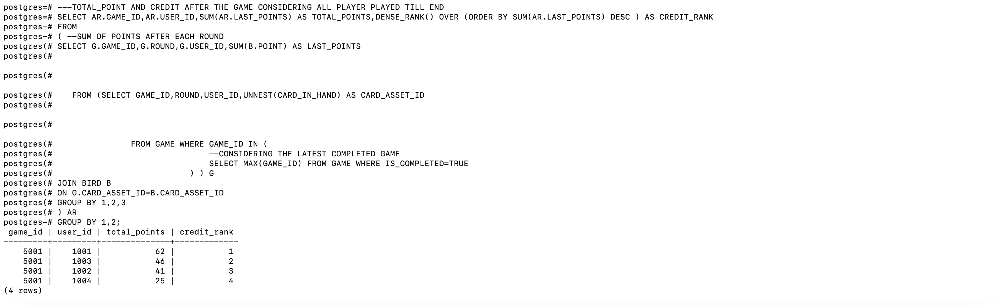 postgres=# ---TOTAL_POINT AND CREDIT AFTER THE GAME CONSIDERING ALL PLAYER PLAYED TILL END
postgres=# SELECT AR.GAME_ID,AR.USER_ID,SUM(AR.LAST_POINTS) AS TOTAL_POINTS,DENSE_RANK() OVER (ORDER BY SUM(AR.LAST_POINTS) DESC ) AS CREDIT_RANK
postgres-# FROM
postgres-# ( --SUM OF POINTS AFTER EACH ROUND
postgres(# SELECT G.GAME_ID,G.ROUND,G.USER_ID,SUM(B.POINT) AS LAST_POINTS
postgres(#
postgres(#
postgres(#    FROM (SELECT GAME_ID,ROUND,USER_ID,UNNEST(CARD_IN_HAND) AS CARD_ASSET_ID
postgres(#
postgres(#
postgres(#                FROM GAME WHERE GAME_ID IN (
postgres(#                                --CONSIDERING THE LATEST COMPLETED GAME
postgres(#                                SELECT MAX(GAME_ID) FROM GAME WHERE IS_COMPLETED=TRUE
postgres(#                            ) ) G
postgres(# JOIN BIRD B
postgres(# ON G.CARD_ASSET_ID=B.CARD_ASSET_ID
postgres(# GROUP BY 1,2,3
postgres(# ) AR
postgres-# GROUP BY 1,2;
 game_id | user_id | total_points | credit_rank
---------+---------+--------------+-------------
    5001 |    1001 |           62 |           1
    5001 |    1003 |           46 |           2
    5001 |    1002 |           41 |           3
    5001 |    1004 |           25 |           4
(4 rows)